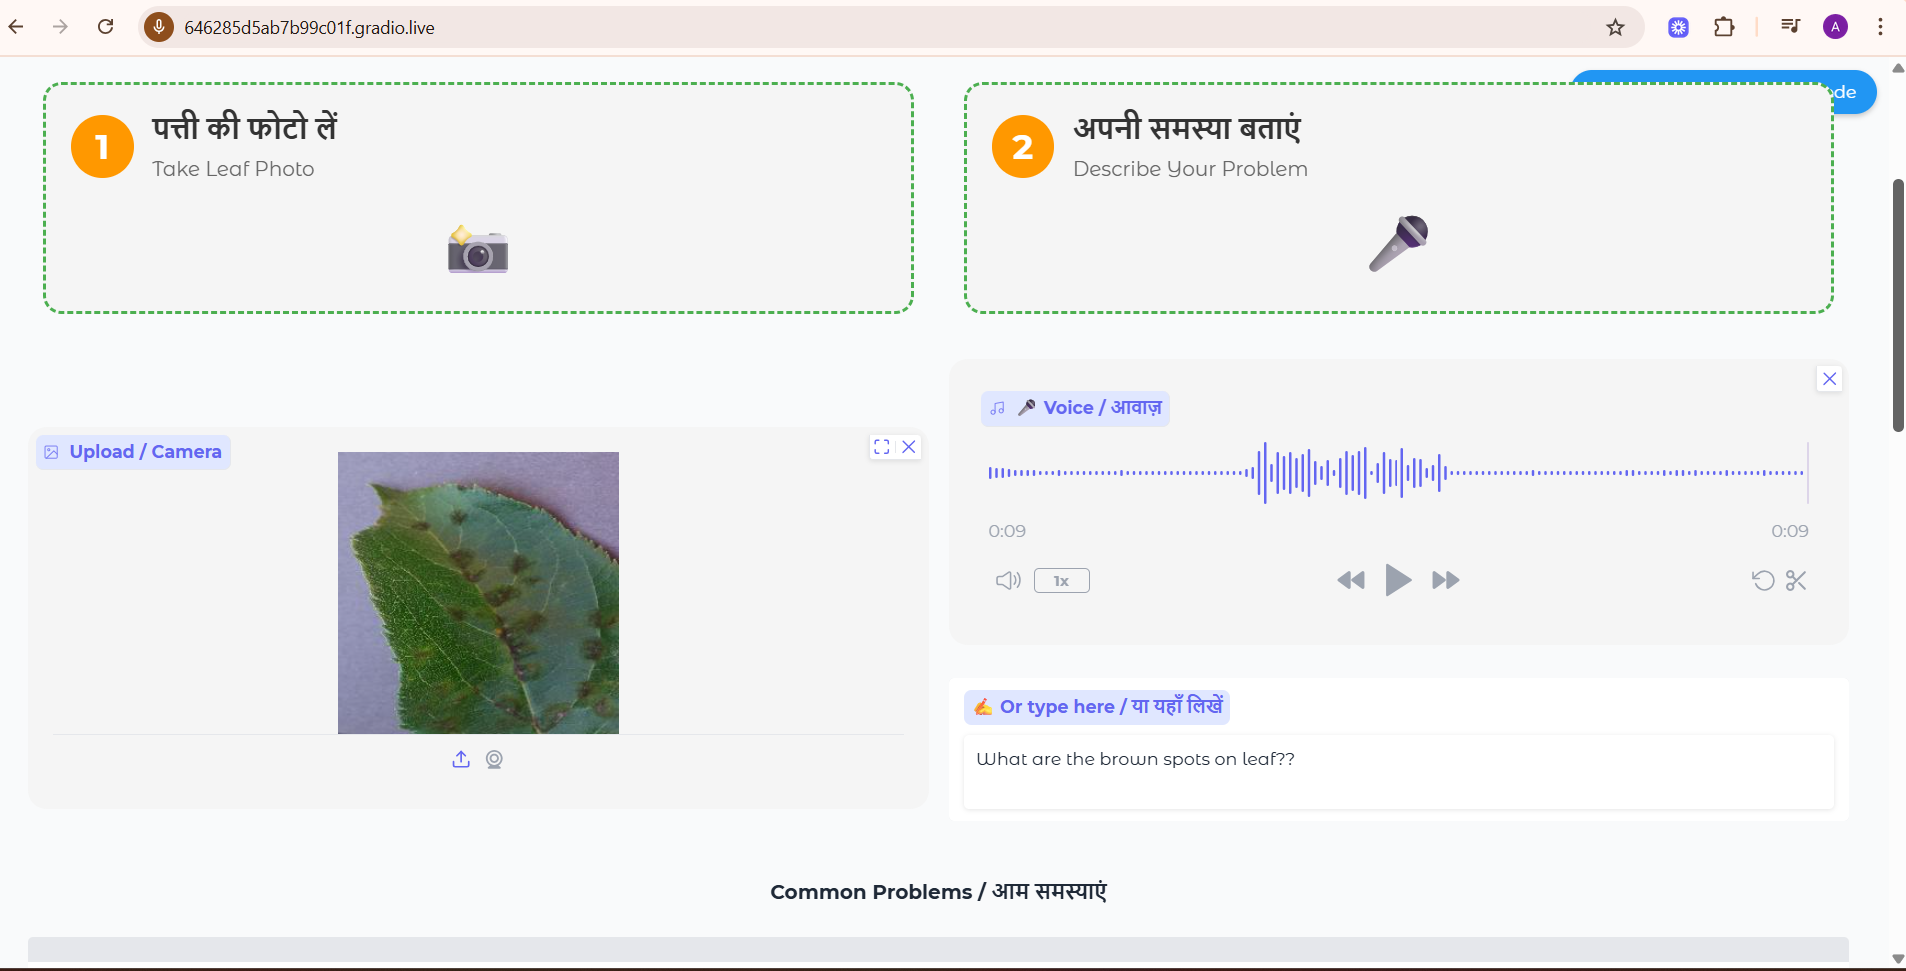 646285d5ab7b99c01f.gradio.live
A
de
1
पत्ती की फोटो लें
Take Leaf Photo
2
अपनी समस्या बताएं
Describe Your Problem
Upload / Camera
Voice / आवाज़
0:09
0:09
1x
Or type here / या यहाँ लिखें
What are the brown spots on leaf??
Common Problems / आम समस्याएं